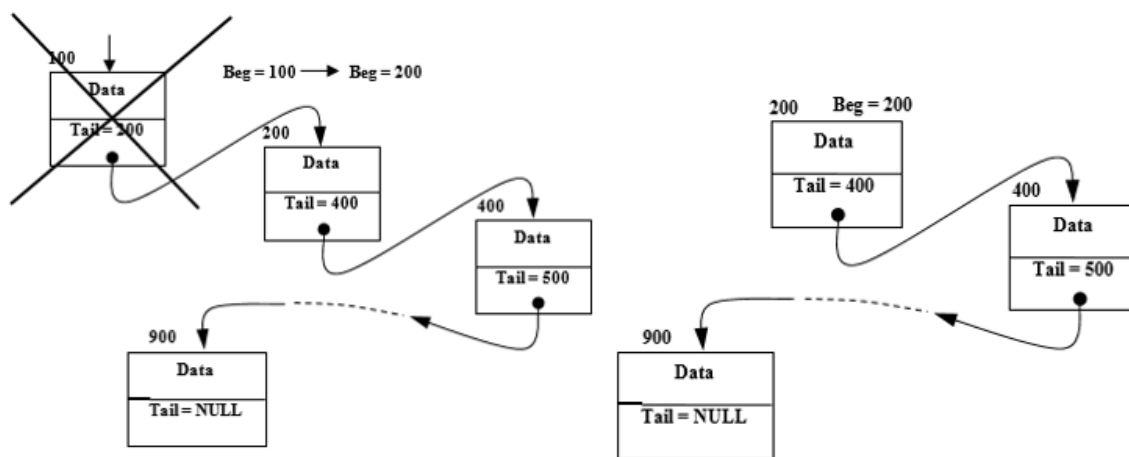 100
Data
Tail = 200
Beg = 100 Beg = 200
200
Data
Tail = 400
400
Data
Tail = 500
900
Data
Tail = NULL
200 Beg = 200
Data
Tail = 400
400
Data
Tail = 500
900
Data
Tail = NULL